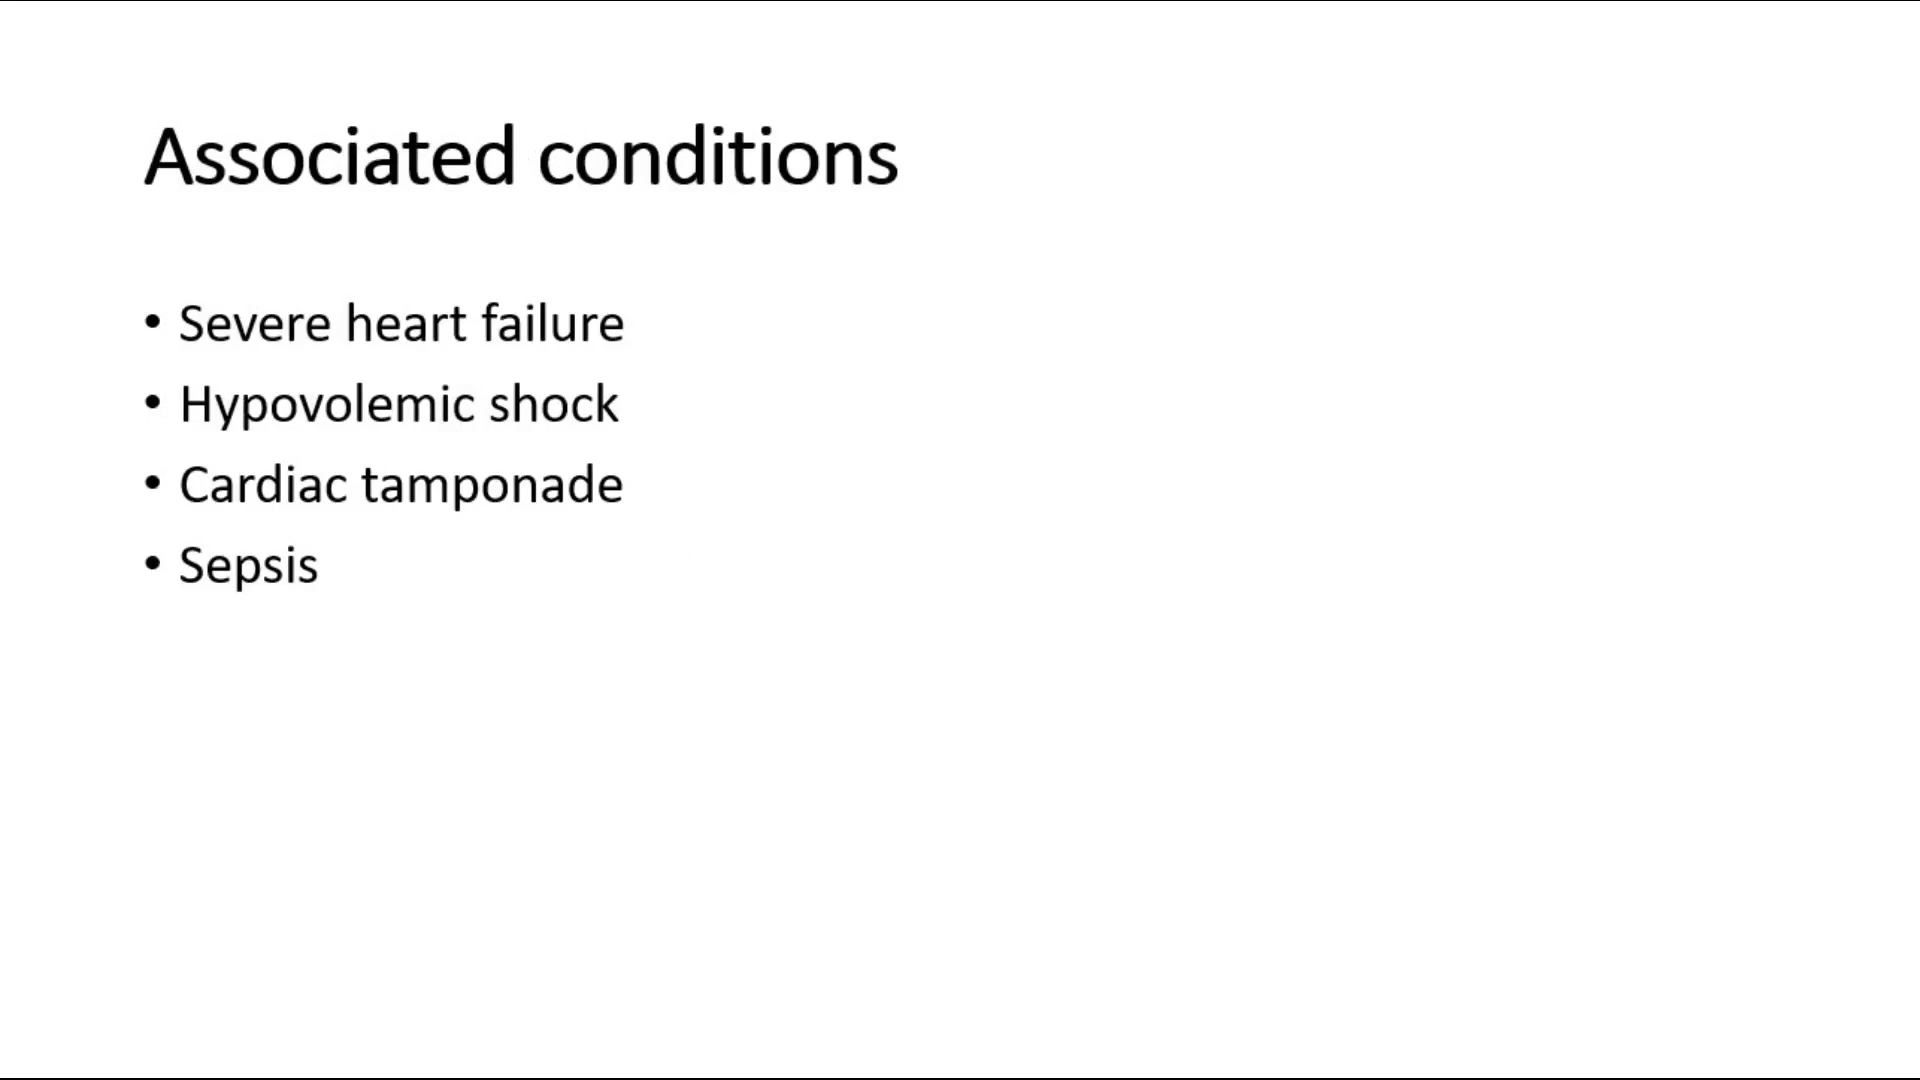 Associated conditions
• Severe heart failure
• Hypovolemic shock
• Cardiac tamponade
• Sepsis